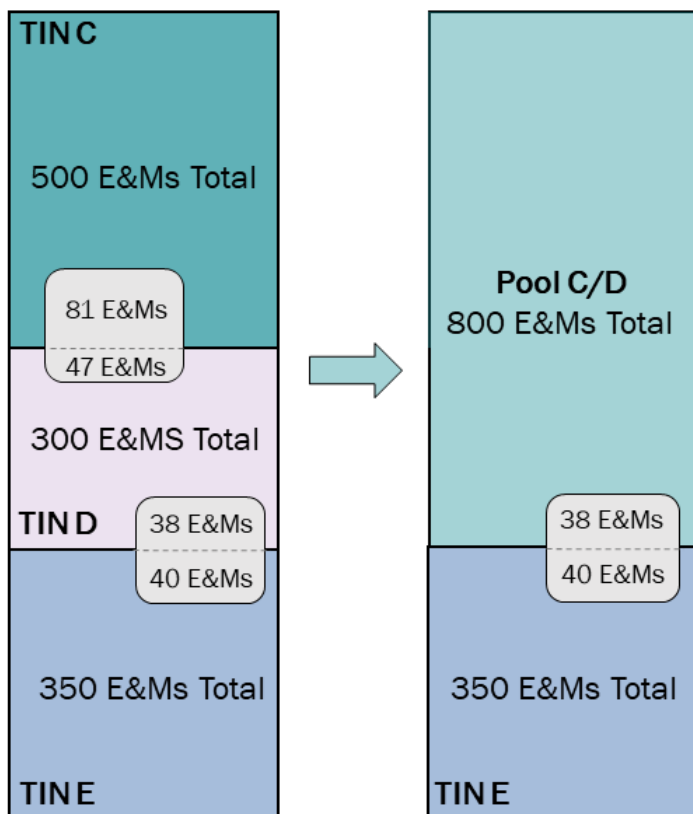 TIN C
500 E&Ms Total
81 E&Ms
47 E&Ms
300 E&MS Total
TIN D
38 E&Ms
40 E&Ms
350 E&Ms Total
TIN E
Pool C/D
800 E&Ms Total
38 E&Ms
40 E&Ms
350 E&Ms Total
TIN E